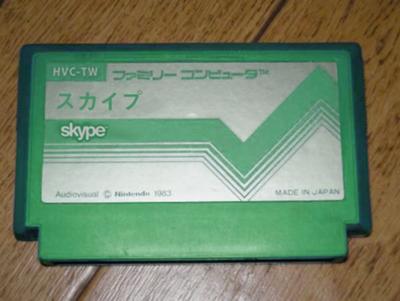 HVC-TW ファミリー コンピュータ™
スカイプ
skype
Audiovisual © Nintendo 1983
MADE IN JAPAN